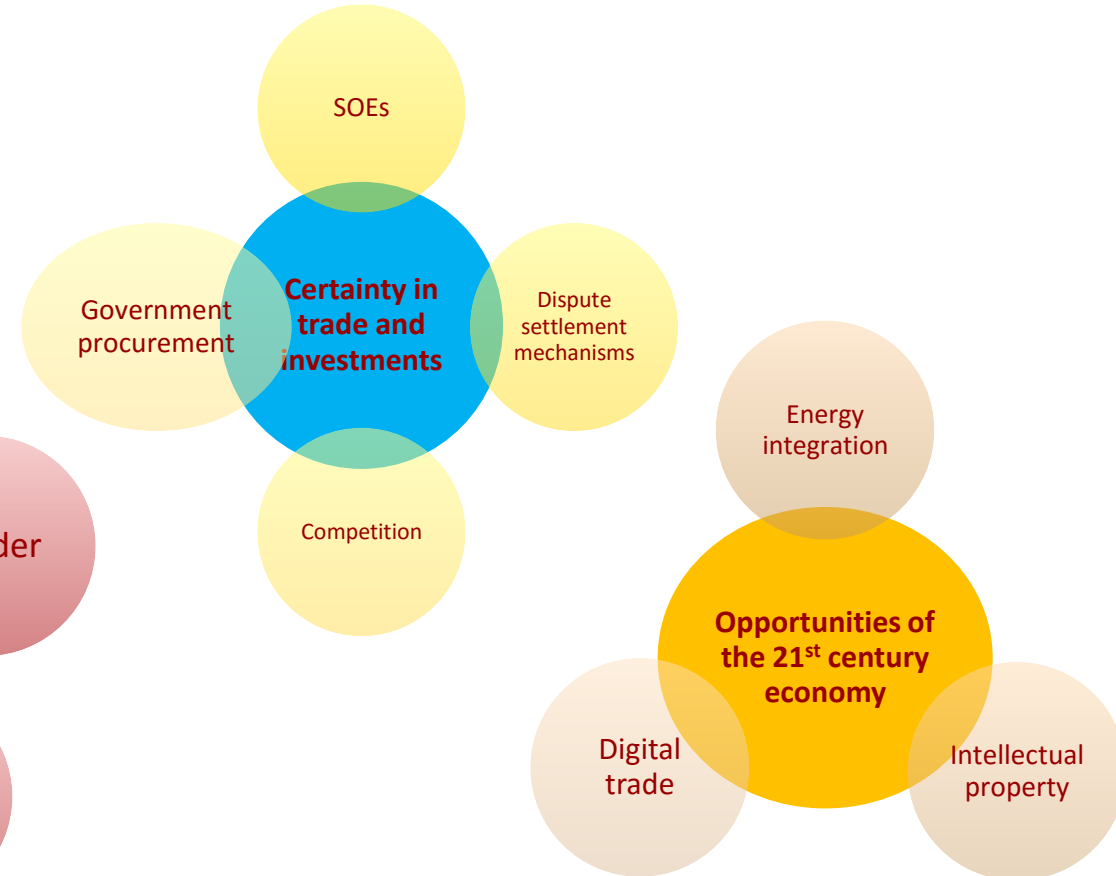 SOEs
Government
procurement
Certainty in
trade and
investments
Dispute
settlement
mechanisms
Competition
Energy
integration
Opportunities of
the 21st century
economy
Digital
trade
Intellectual
property